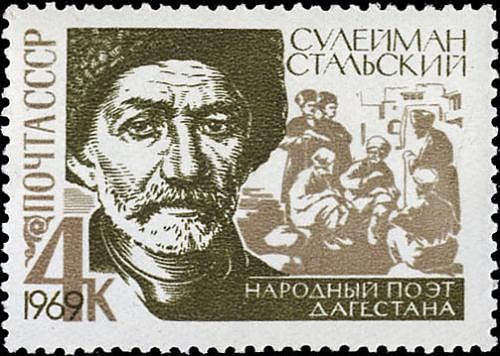 СУЛЕЙМАН
СТАЛЬСКИЙ
ПОЧТА СССР
4К
1969
НАРОДНЫЙ ПОЭТ
ДАГЕСТАНА